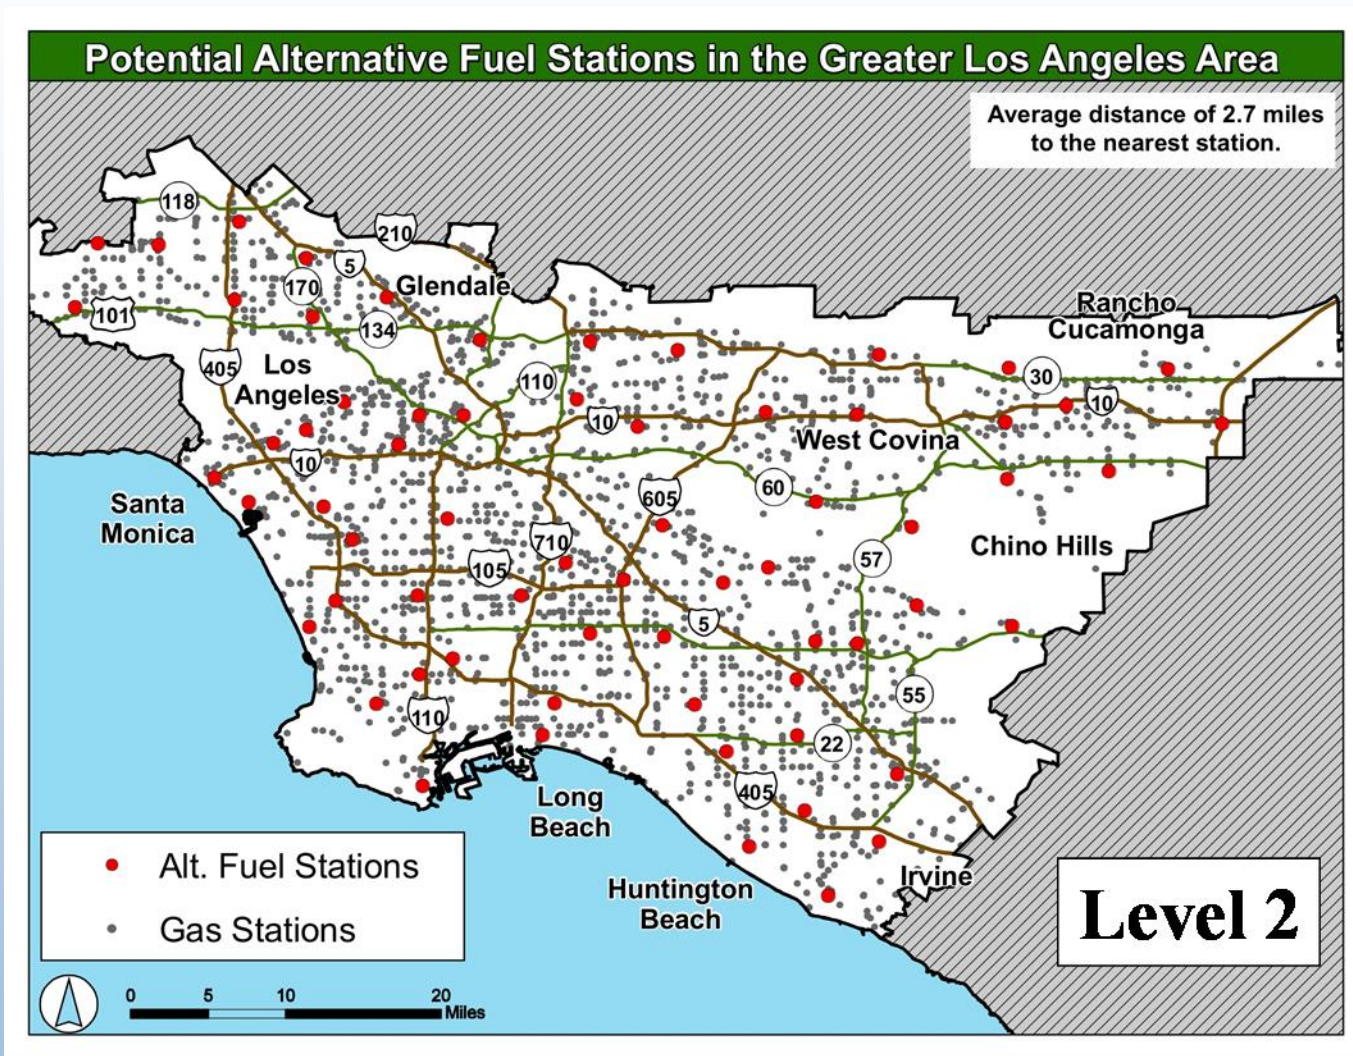 Potential Alternative Fuel Stations in the Greater Los Angeles Area
Average distance of 2.7 miles
to the nearest station.
118
210
5
170
Glendale
101
134
Rancho
Cucamonga
405
Los
Angeles
110
30
10
10
West Covina
10
60
605
Santa
Monica
710
105
57
Chino Hills
5
55
110
22
405
Long
Beach
Irvine
Huntington
Beach
Alt. Fuel Stations
Gas Stations
Level 2
0 5 10 20
Miles